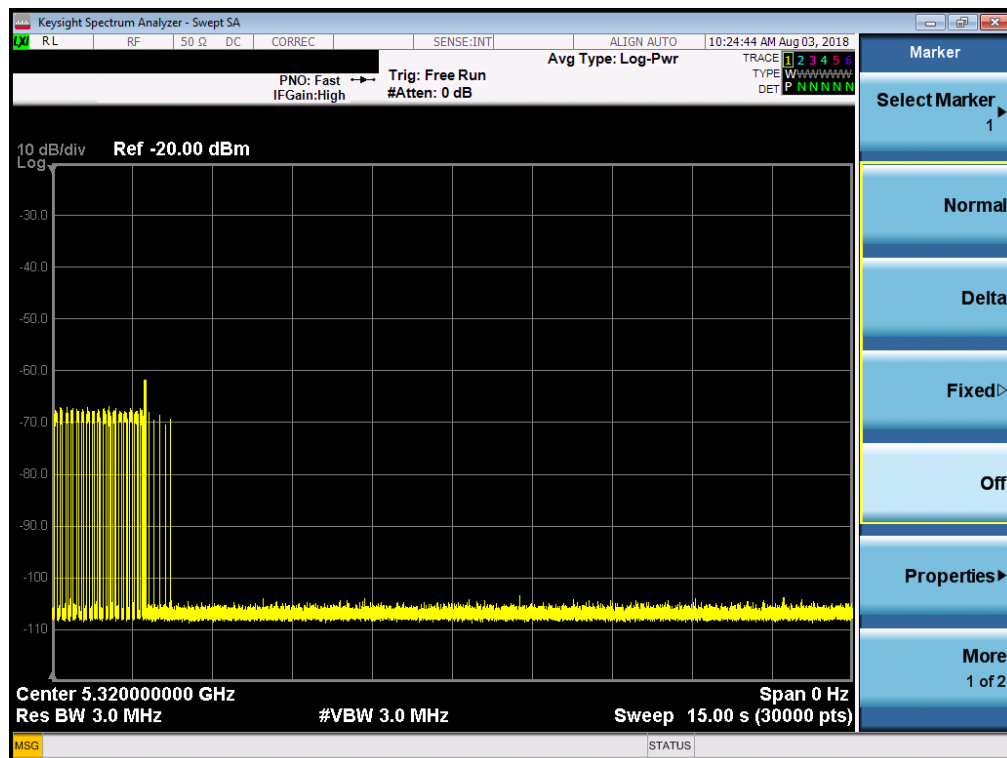 Keysight Spectrum Analyzer - Swept SA
LXI RL RF 50 Ω DC CORREC SENSE:INT ALIGN AUTO 10:24:44 AM Aug 03, 2018
Marker
PNO: Fast
IFGain:High
Trig: Free Run
#Atten: 0 dB
Avg Type: Log-Pwr
TRACE 1 2 3 4 5 6
TYPE WWWWWW
DET P N N N N N
Select Marker
1
10 dB/div Ref -20.00 dBm
Log
-30.0
-40.0
-50.0
-60.0
-70.0
-80.0
-90.0
-100
-110
Normal
Delta
Fixed
Off
Properties
More
1 of 2
Center 5.320000000 GHz Span 0 Hz
Res BW 3.0 MHz #VBW 3.0 MHz Sweep 15.00 s (30000 pts)
MSG STATUS